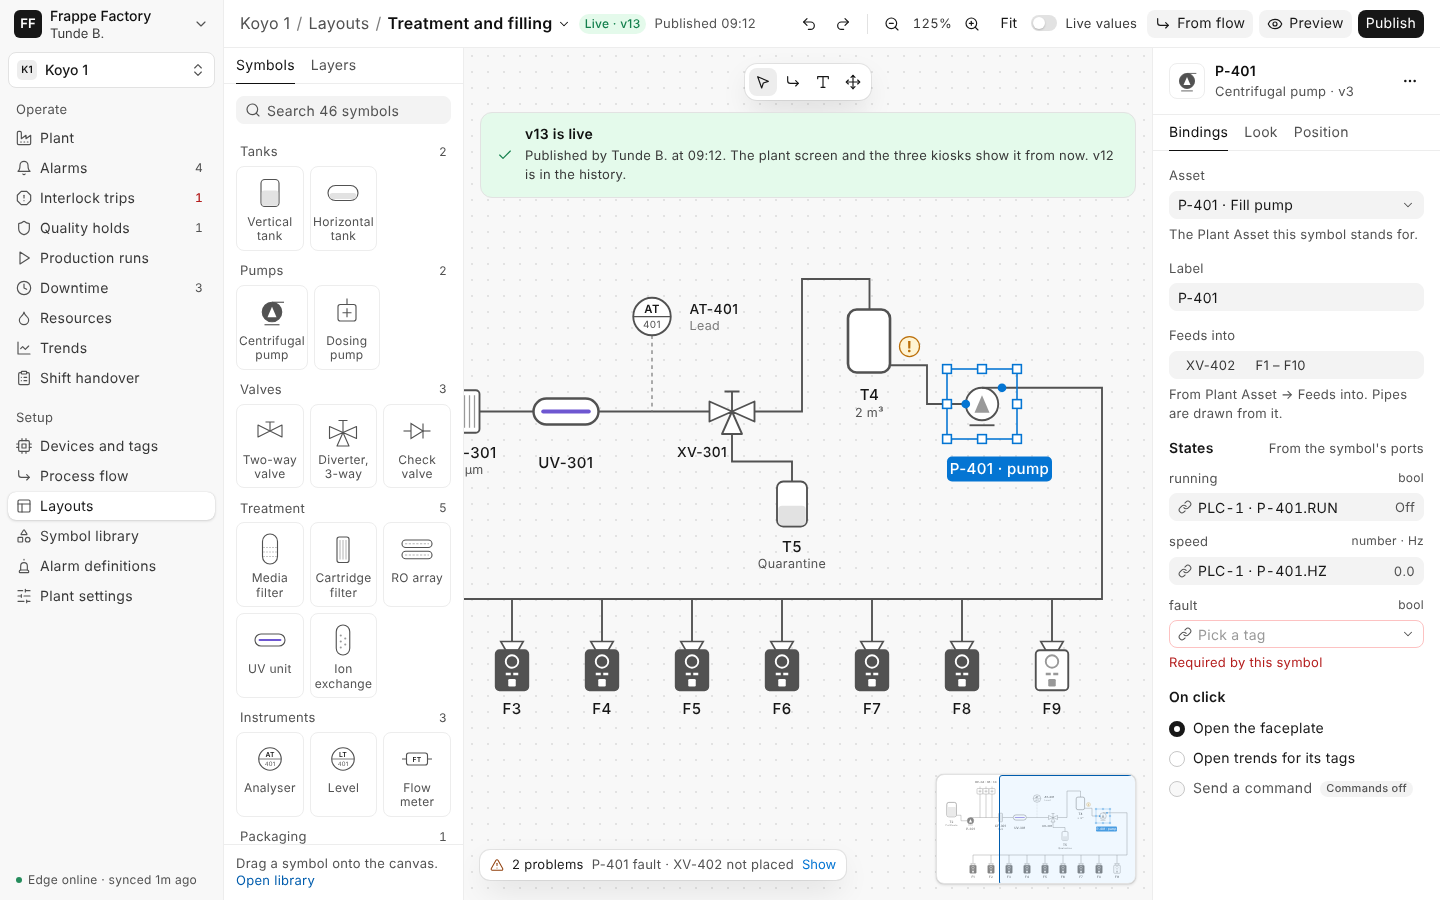 FF
Frappe Factory
Tunde B.
K1
Koyo 1
Operate
Plant
Alarms
4
Interlock trips
1
Quality holds
1
Production runs
Downtime
3
Resources
Trends
Shift handover
Setup
Devices and tags
Process flow
Layouts
Symbol library
Alarm definitions
Plant settings
Edge online · synced 1m ago
Koyo 1 / Layouts / Treatment and filling
Live · v13
Published 09:12
125%
Fit
Live values
From flow
Preview
Publish
Symbols
Layers
Search 46 symbols
Tanks
2
Vertical
tank
Horizontal
tank
Pumps
2
Centrifugal
pump
Dosing
pump
Valves
3
Two-way
valve
Diverter,
3-way
Check
valve
Treatment
5
Media
filter
Cartridge
filter
RO array
UV unit
Ion
exchange
Instruments
3
AT
401
Analyser
LT
401
Level
FT
Flow
meter
Packaging
1
Drag a symbol onto the canvas.
Open library
v13 is live
Published by Tunde B. at 09:12. The plant screen and the three kiosks show it from now. v12
is in the history.
AT
401
AT-401
Lead
-301
µm
UV-301
XV-301
T4
2 m³
P-401 · pump
T5
Quarantine
F3
F4
F5
F6
F7
F8
F9
2 problems
P-401 fault · XV-402 not placed
Show
P-401
Centrifugal pump · v3
Bindings
Look
Position
Asset
P-401 · Fill pump
The Plant Asset this symbol stands for.
Label
P-401
Feeds into
XV-402
F1 – F10
From Plant Asset → Feeds into. Pipes
are drawn from it.
States
From the symbol's ports
running
bool
PLC-1 · P-401.RUN
Off
speed
number · Hz
PLC-1 · P-401.HZ
0.0
fault
bool
Pick a tag
Required by this symbol
On click
Open the faceplate
Open trends for its tags
Send a command
Commands off